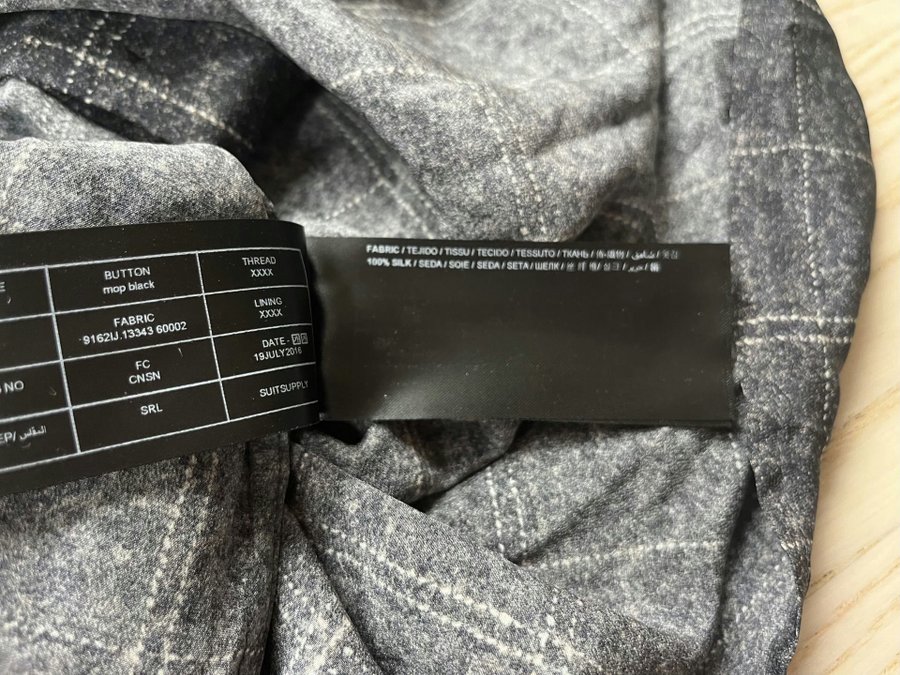 BUTTON
mop black
THREAD
XXXX
FABRIC
9162IJ.13343 60002
LINING
XXXX
NO
FC
CNSN
DATE -
19JULY2016
المقاس
SRL
SUITSUPPLY
FABRIC / TEJIDO / TISSU / TECIDO / TESSUTO / ТКАНЬ /
100% SILK / SEDA / SOIE / SEDA / SETA / ШЕЛК /